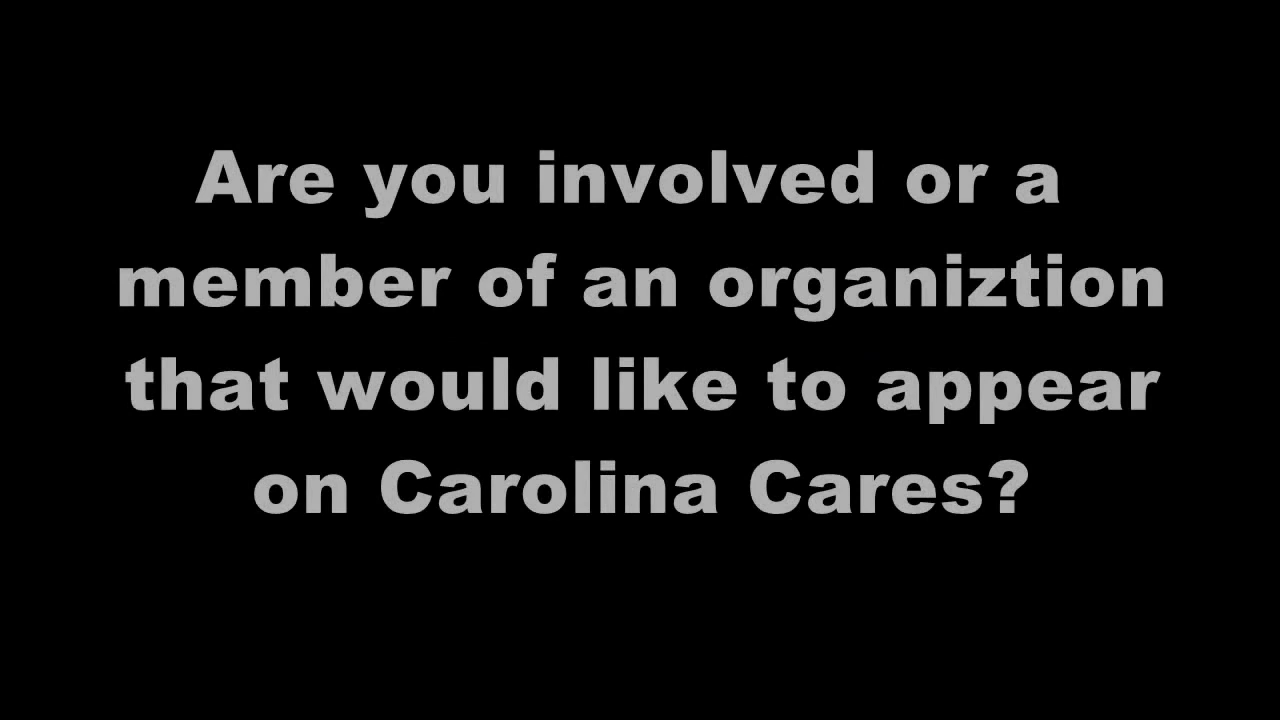 Are you involved or a
member of an organiztion
that would like to appear
on Carolina Cares?